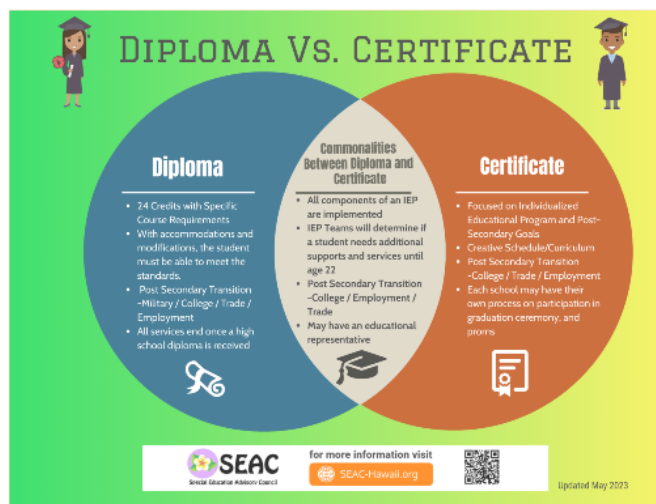 DIPLOMA VS. CERTIFICATE
Diploma
• 24 Credits with Specific
Course Requirements
• With accommodations and
modifications, the student
must be able to meet the
standards.
• Post Secondary Transition
-Military / College / Trade /
Employment
• All services end once a high
school diploma is received
Commonalities
Between Diploma and
Certificate
• All components of an IEP
are implemented
• IEP Teams will determine if
a student needs additional
supports and services until
age 22
• Post Secondary Transition
-College / Employment /
Trade
• May have an educational
representative
Certificate
• Focused on Individualized
Educational Program and Post-
Secondary Goals
• Creative Schedule/Curriculum
• Post Secondary Transition
-College / Trade / Employment
• Each school may have their
own process on participation in
graduation ceremony, and
proms
SEAC
Special Education Advisory Council
for more information visit
SEAC-Hawaii.org
Updated May 2023